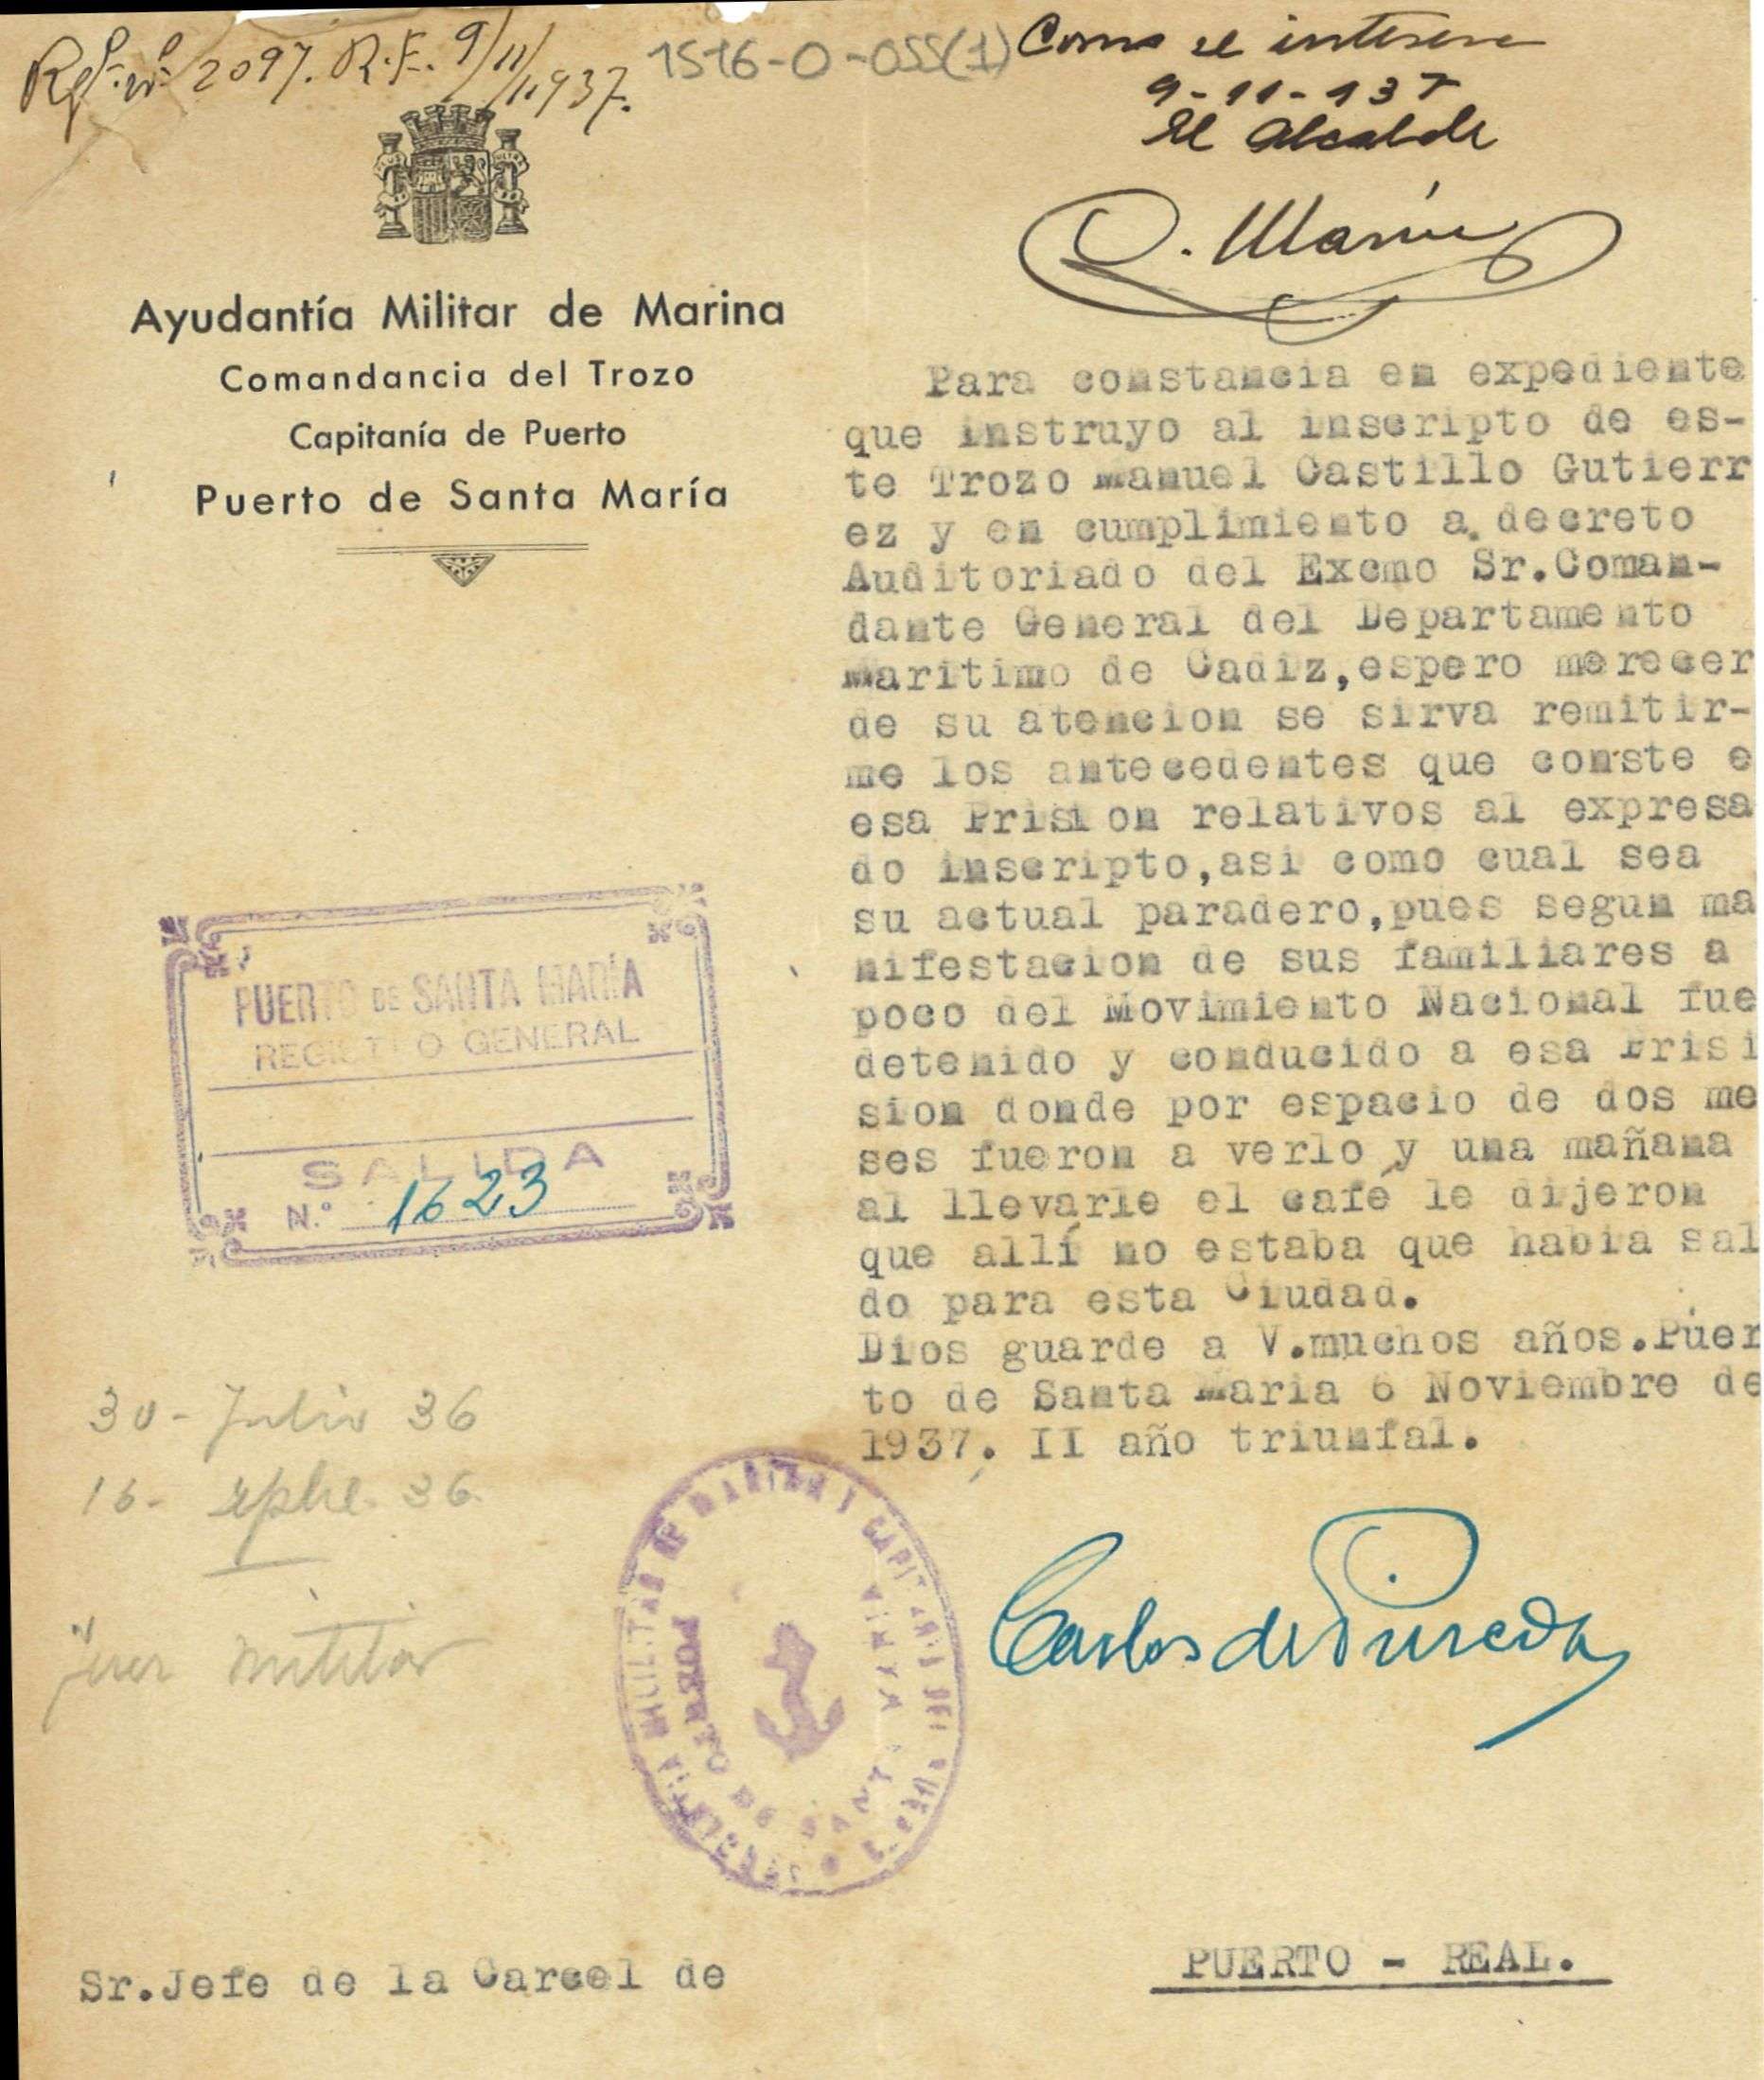 Rgº. nº 2097. R.E. 9/11/1937.
1516-0-055(1)
Como se interesa
9-11-937
El Alcalde
Ayudantía Militar de Marina
Comandancia del Trozo
Capitanía de Puerto
Puerto de Santa María
Para constancia en expediente
que instruyo al inscripto de es-
te Trozo Manuel Castillo Gutierr
ez y en cumplimiento a decreto
Auditoriado del Excmo Sr.Coman-
dante General del Departamento
Maritimo de Cadiz,espero merecer
de su atencion se sirva remitir-
me los antecedentes que conste e
esa Prision relativos al expresa
do inscripto,asi como cual sea
su actual paradero,pues segun ma
nifestacion de sus familiares a
poco del Movimiento Nacional fue
detenido y conducido a esa Prisi
sion donde por espacio de dos me
ses fueron a verlo y una mañana
al llevarle el café le dijeron
que allí no estaba que habia sal
do para esta Ciudad.
Dios guarde a V.muchos años.Puer
to de Santa Maria 6 Noviembre de
1937. II año triunfal.
PUERTO DE SANTA MARÍA
REGISTRO GENERAL
SALIDA
N.º 1623
30 - Julio 36
16 - sepbre. 36
Juez militar
PUERTO DE SANTA MARIA
Sr.Jefe de la Carcel de
PUERTO - REAL.